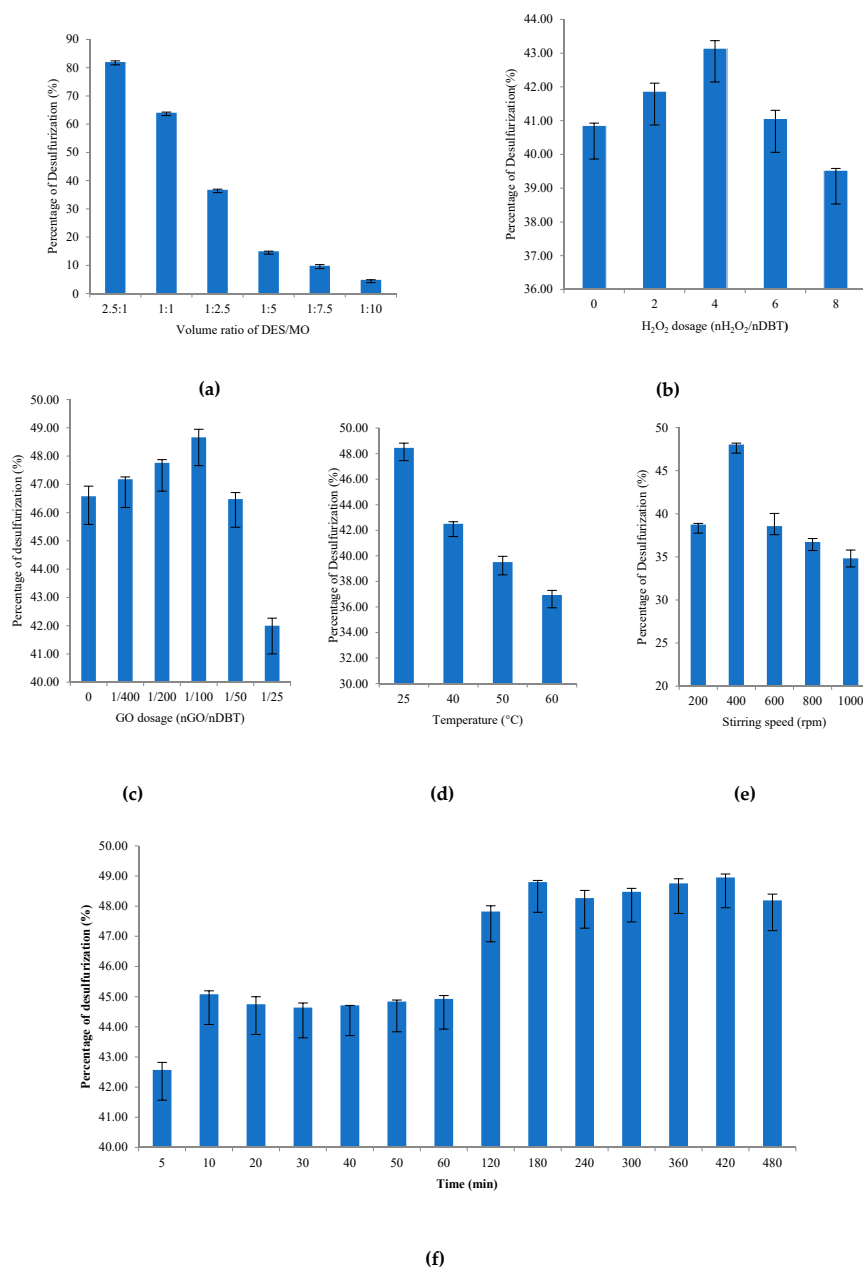 90
80
70
60
50
40
30
20
10
0
Percentage of Desulfurization (%)
2.5:1 1:1 1:2.5 1:5 1:7.5 1:10
Volume ratio of DES/MO
(a)
44.00
43.00
42.00
41.00
40.00
39.00
38.00
37.00
36.00
Percentage of Desulfurization(%)
0 2 4 6 8
H₂O₂ dosage (nH₂O₂/nDBT)
(b)
50.00
49.00
48.00
47.00
46.00
45.00
44.00
43.00
42.00
41.00
40.00
Percentage of desulfurization (%)
0 1/400 1/200 1/100 1/50 1/25
GO dosage (nGO/nDBT)
(c)
50.00
48.00
46.00
44.00
42.00
40.00
38.00
36.00
34.00
32.00
30.00
Percentage of Desulfurization (%)
25 40 50 60
Temperature (°C)
(d)
50
45
40
35
30
25
20
Percentage of Desulfurization (%)
200 400 600 800 1000
Stirring speed (rpm)
(e)
50.00
49.00
48.00
47.00
46.00
45.00
44.00
43.00
42.00
41.00
40.00
Percentage of desulfurization (%)
5 10 20 30 40 50 60 120 180 240 300 360 420 480
Time (min)
(f)